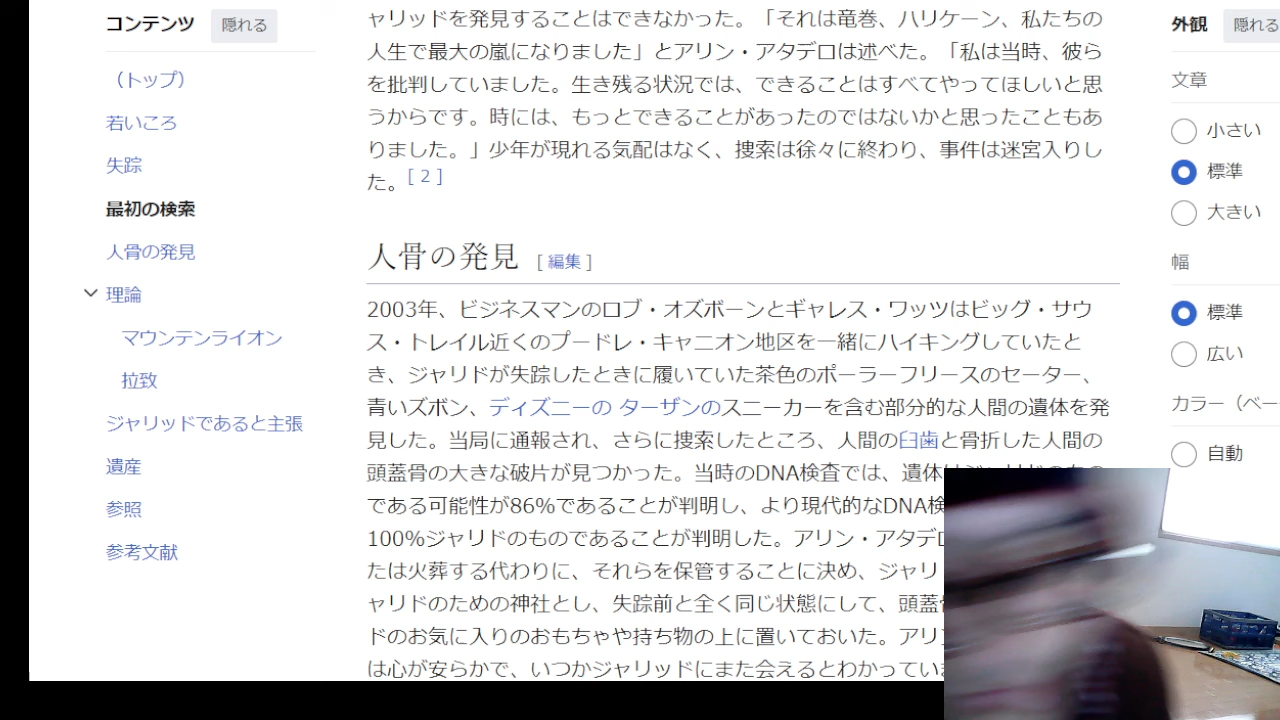 コンテンツ 隠れる
（トップ）
若いころ
失踪
最初の検索
人骨の発見
理論
マウンテンライオン
拉致
ジャリッドであると主張
遺産
参照
参考文献
ャリッドを発見することはできなかった。「それは竜巻、ハリケーン、私たちの
人生で最大の嵐になりました」とアリン・アタデロは述べた。「私は当時、彼ら
を批判していました。生き残る状況では、できることはすべてやってほしいと思
うからです。時には、もっとできることがあったのではないかと思ったこともあ
りました。」少年が現れる気配はなく、捜索は徐々に終わり、事件は迷宮入りし
た。[ 2 ]
人骨の発見 [ 編集 ]
2003年、ビジネスマンのロブ・オズボーンとギャレス・ワッツはビッグ・サウ
ス・トレイル近くのプードレ・キャニオン地区を一緒にハイキングしていたと
き、ジャリドが失踪したときに履いていた茶色のポーラーフリースのセーター、
青いズボン、ディズニーの ターザンのスニーカーを含む部分的な人間の遺体を発
見した。当局に通報され、さらに捜索したところ、人間の臼歯と骨折した人間の
頭蓋骨の大きな破片が見つかった。当時のDNA検査では、遺体
である可能性が86%であることが判明し、より現代的なDNA検
100%ジャリドのものであることが判明した。アリン・アタデロ
たは火葬する代わりに、それらを保管することに決め、ジャリ
ャリドのための神社とし、失踪前と全く同じ状態にして、頭蓋
ドのお気に入りのおもちゃや持ち物の上に置いておいた。アリ
は心が安らかで、いつかジャリッドにまた会えるとわかってい
外観 隠れる
文章
小さい
標準
大きい
幅
標準
広い
カラー（ベー
自動